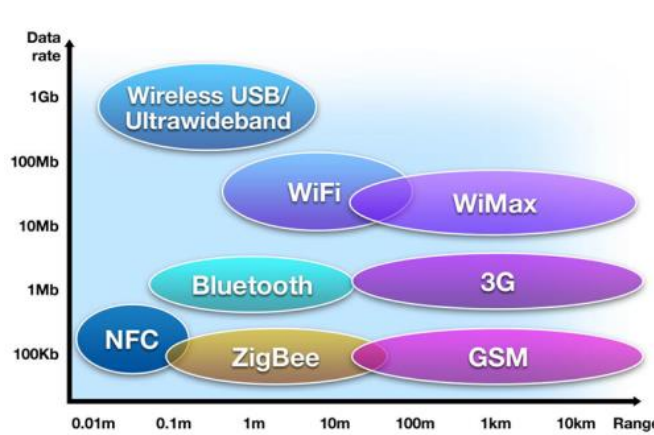 Data
rate
1Gb
Wireless USB/
Ultrawideband
100Mb
WiFi
WiMax
10Mb
Bluetooth
3G
1Mb
NFC
ZigBee
GSM
100Kb
0.01m 0.1m 1m 10m 100m 1km 10km Range